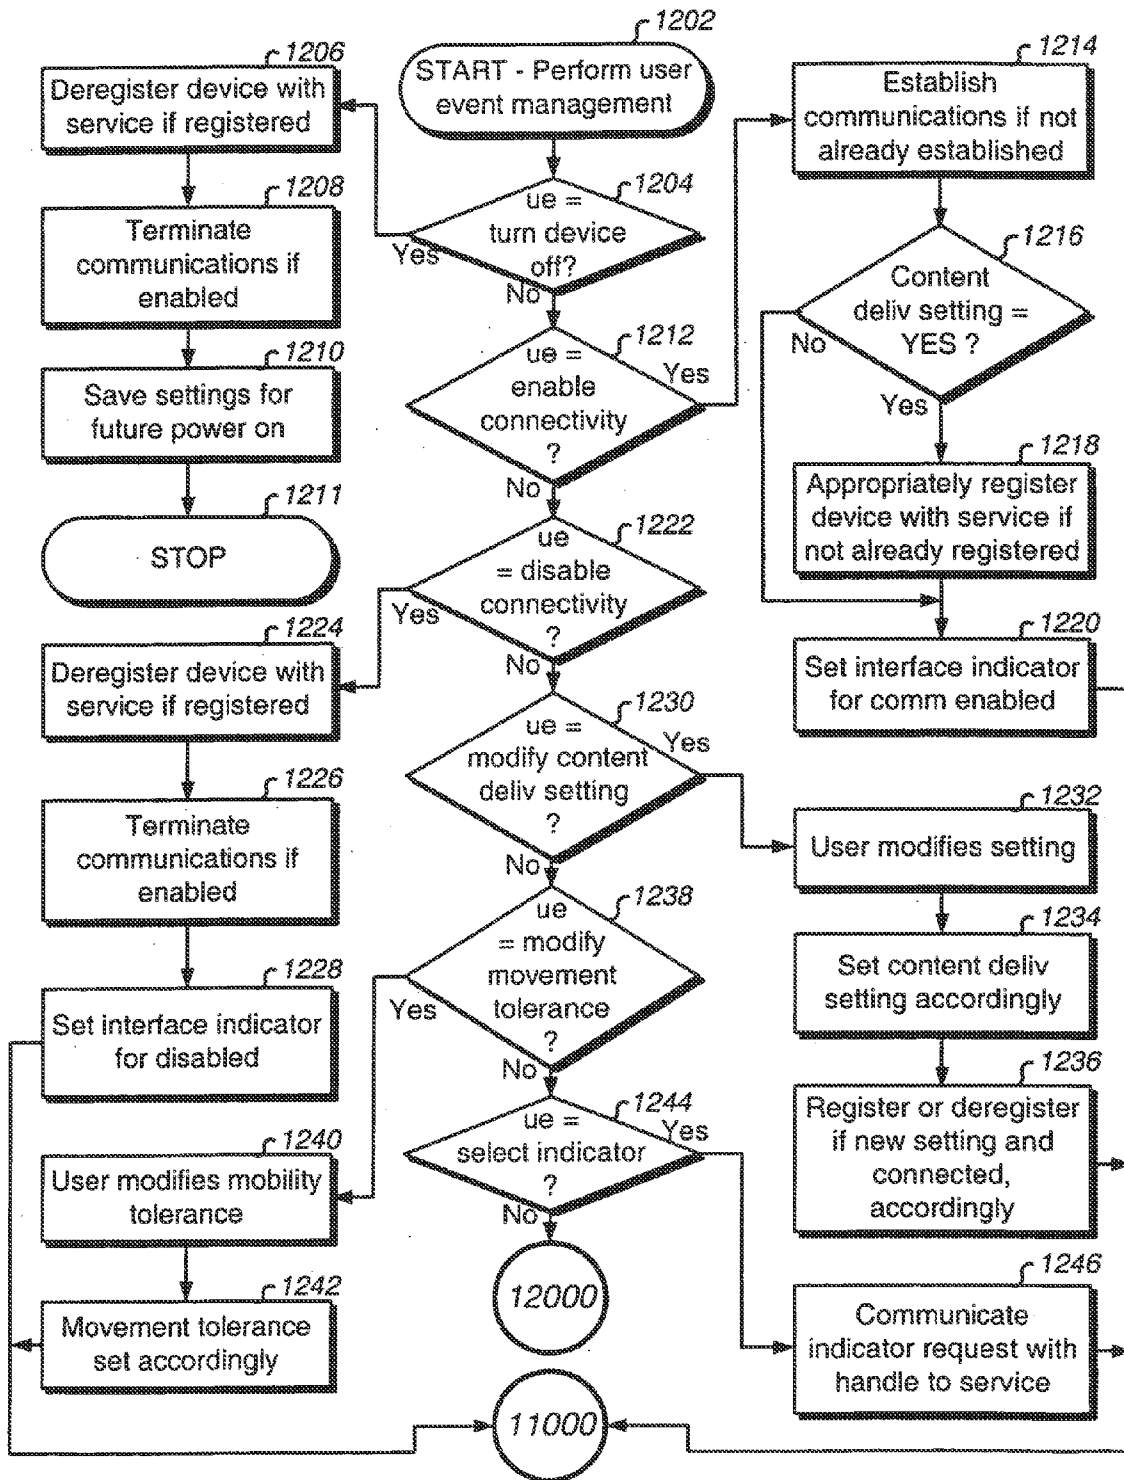 1202
START - Perform user
event management
1204
ue =
turn device
off?
Yes
No
1206
Deregister device with
service if registered
1208
Terminate
communications if
enabled
1210
Save settings for
future power on
1211
STOP
1212
ue =
enable
connectivity
?
Yes
No
1214
Establish
communications if not
already established
1216
Content
deliv setting =
YES ?
No
Yes
1218
Appropriately register
device with service if
not already registered
1220
Set interface indicator
for comm enabled
1222
ue
= disable
connectivity
?
Yes
No
1224
Deregister device with
service if registered
1226
Terminate
communications if
enabled
1228
Set interface indicator
for disabled
1230
ue =
modify content
deliv setting
?
Yes
No
1232
User modifies setting
1234
Set content deliv
setting accordingly
1236
Register or deregister
if new setting and
connected,
accordingly
1238
ue
= modify
movement
tolerance
?
Yes
No
1240
User modifies mobility
tolerance
1242
Movement tolerance
set accordingly
1244
ue =
select indicator
?
Yes
No
1246
Communicate
indicator request with
handle to service
12000
11000